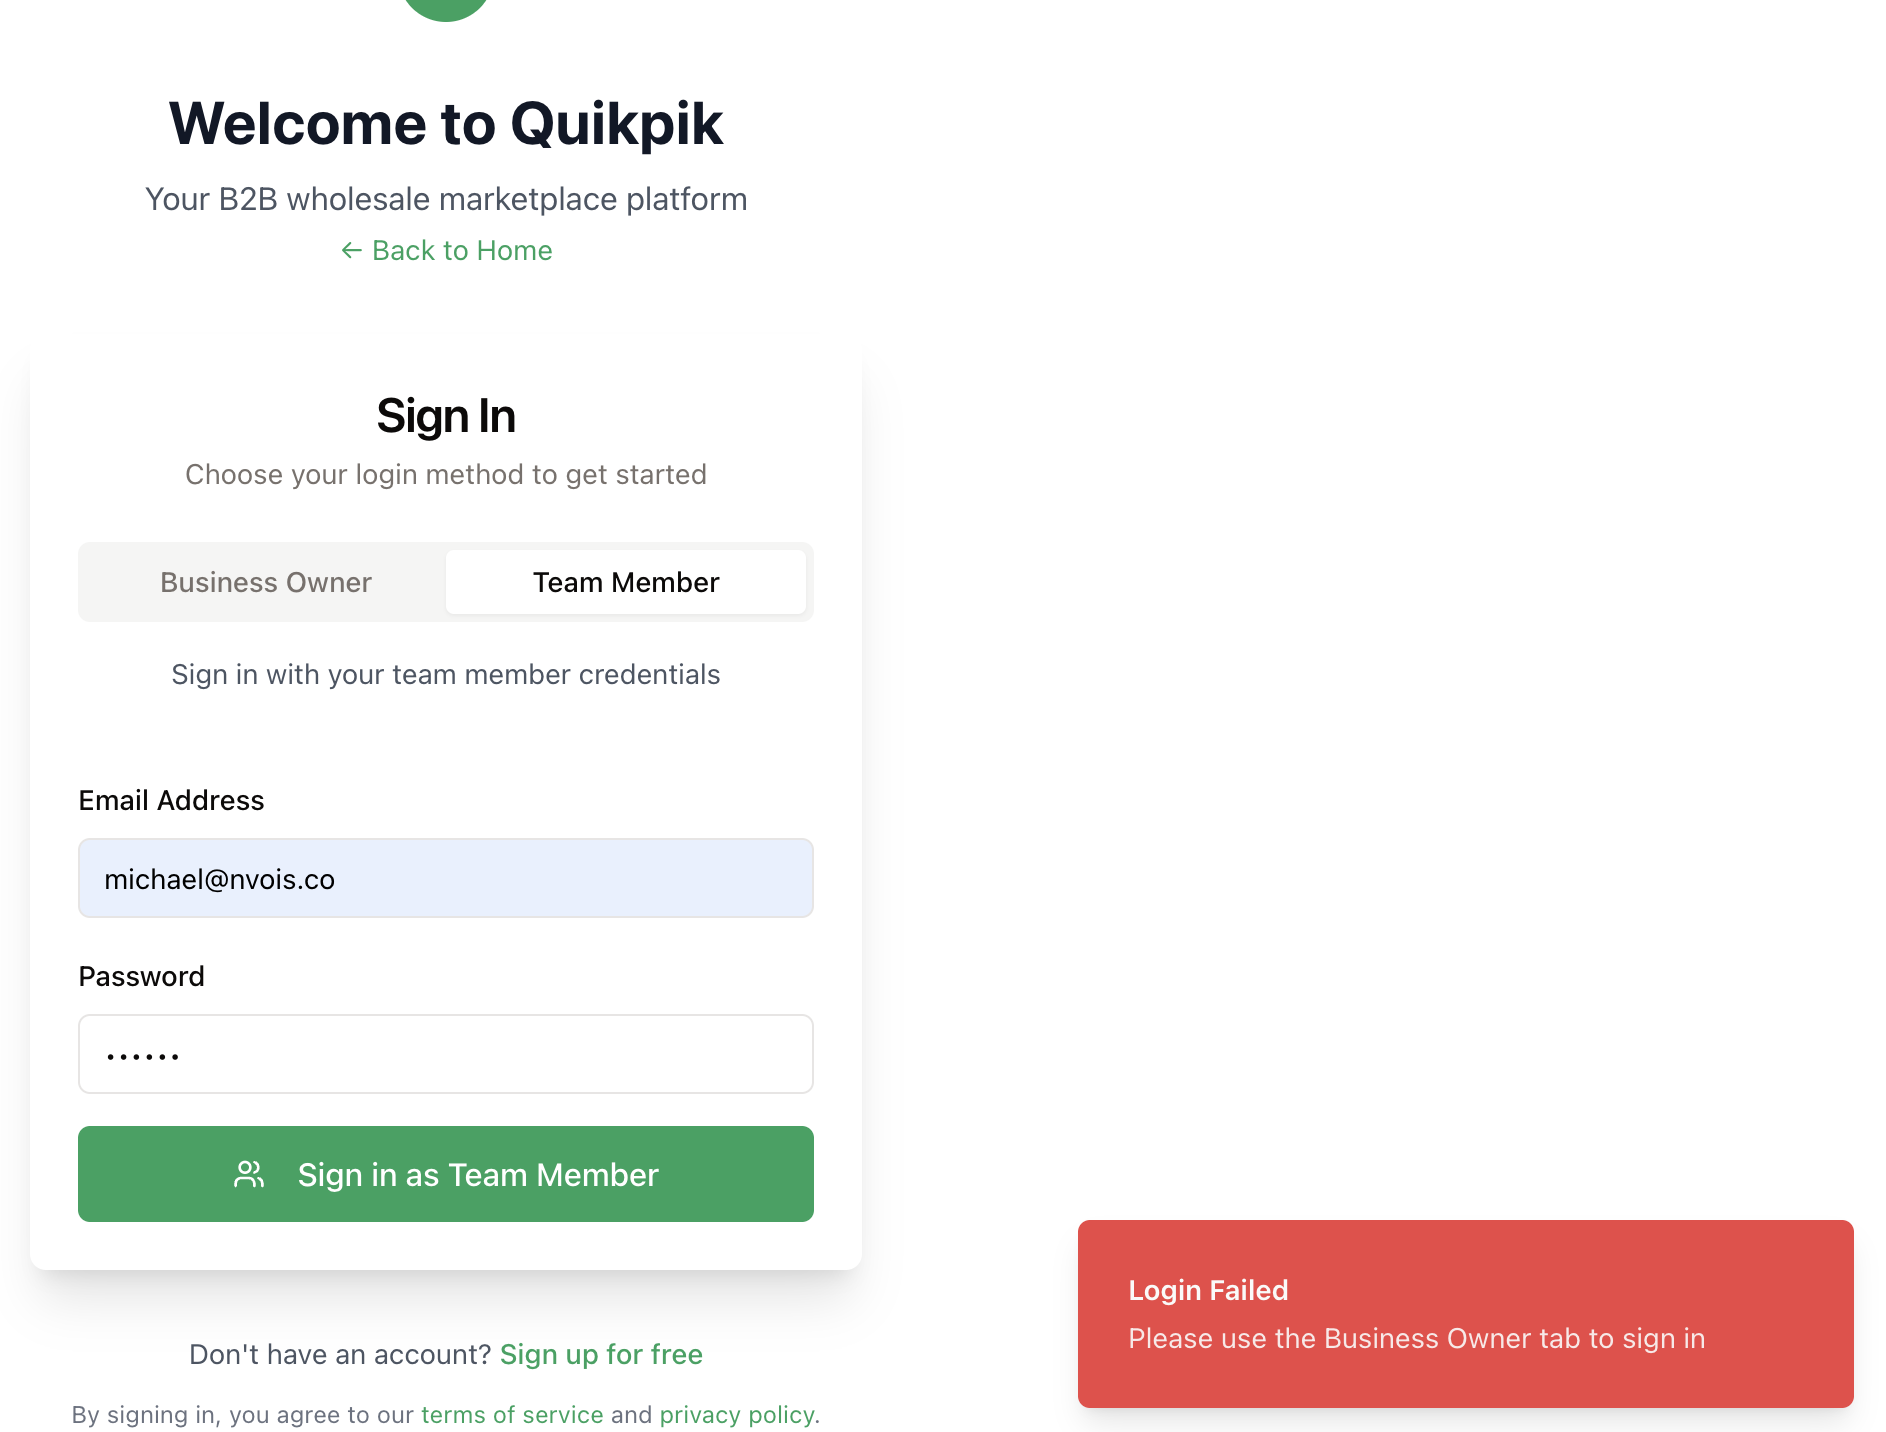 Welcome to Quikpik
Your B2B wholesale marketplace platform
← Back to Home
Sign In
Choose your login method to get started
Business Owner
Team Member
Sign in with your team member credentials
Email Address
michael@nvois.co
Password
••••••
Sign in as Team Member
Don't have an account? Sign up for free
By signing in, you agree to our terms of service and privacy policy.
Login Failed
Please use the Business Owner tab to sign in